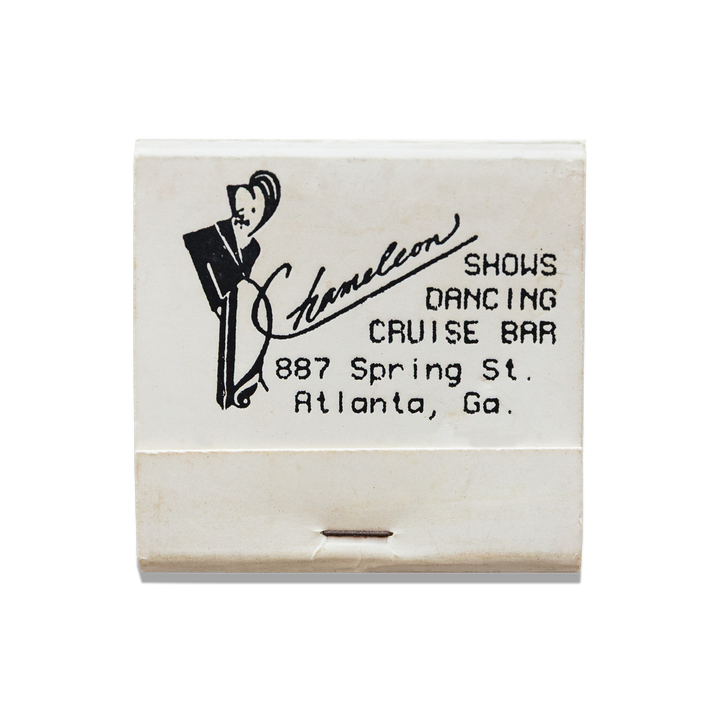 Chameleon
SHOWS
DANCING
CRUISE BAR
887 Spring St.
Atlanta, Ga.